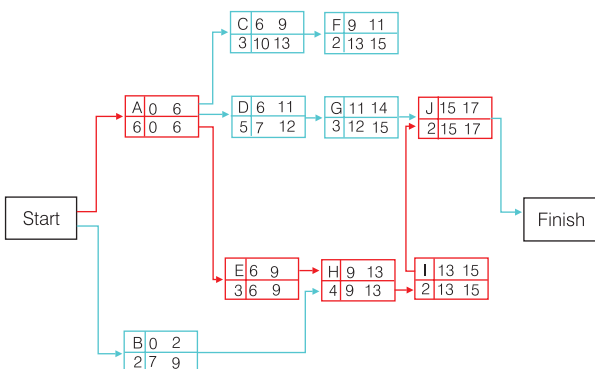 C 6 9
3 10 13
F 9 11
2 13 15
A 0 6
6 0 6
D 6 11
5 7 12
G 11 14
3 12 15
J 15 17
2 15 17
Start
Finish
E 6 9
3 6 9
H 9 13
4 9 13
I 13 15
2 13 15
B 0 2
2 7 9